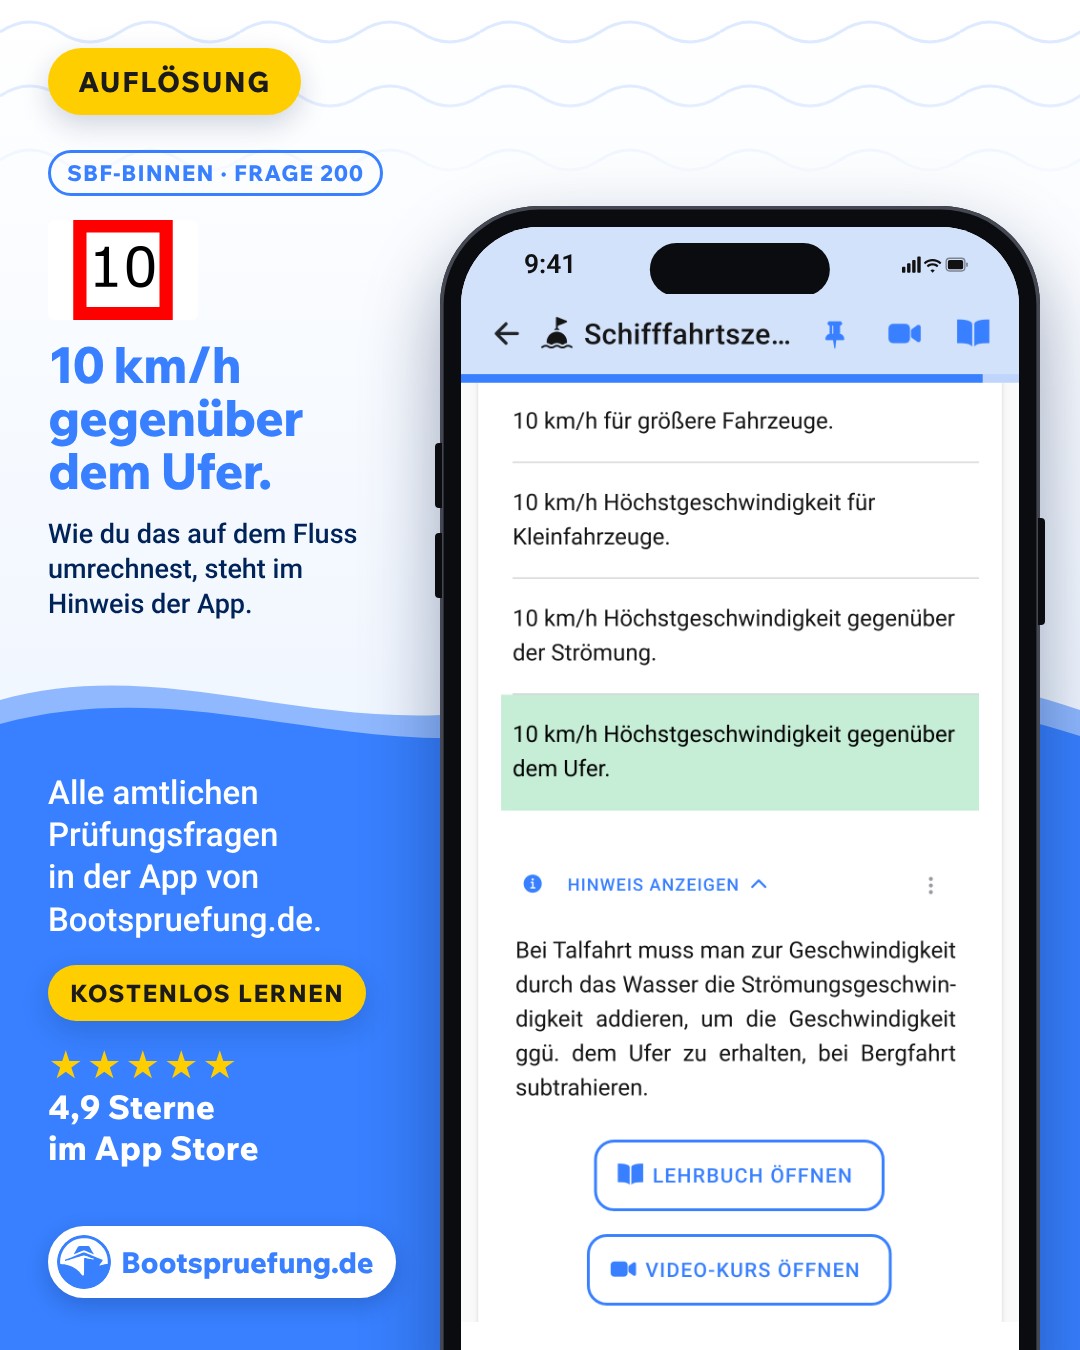 AUFLÖSUNG
SBF-BINNEN · FRAGE 200
10
10 km/h
gegenüber
dem Ufer.
Wie du das auf dem Fluss
umrechnest, steht im
Hinweis der App.
Alle amtlichen
Prüfungsfragen
in der App von
Bootspruefung.de.
KOSTENLOS LERNEN
★★★★★
4,9 Sterne
im App Store
Bootspruefung.de
9:41
Schifffahrtsze...
10 km/h für größere Fahrzeuge.
10 km/h Höchstgeschwindigkeit für
Kleinfahrzeuge.
10 km/h Höchstgeschwindigkeit gegenüber
der Strömung.
10 km/h Höchstgeschwindigkeit gegenüber
dem Ufer.
HINWEIS ANZEIGEN
Bei Talfahrt muss man zur Geschwindigkeit
durch das Wasser die Strömungsgeschwin-
digkeit addieren, um die Geschwindigkeit
ggü. dem Ufer zu erhalten, bei Bergfahrt
subtrahieren.
LEHRBUCH ÖFFNEN
VIDEO-KURS ÖFFNEN